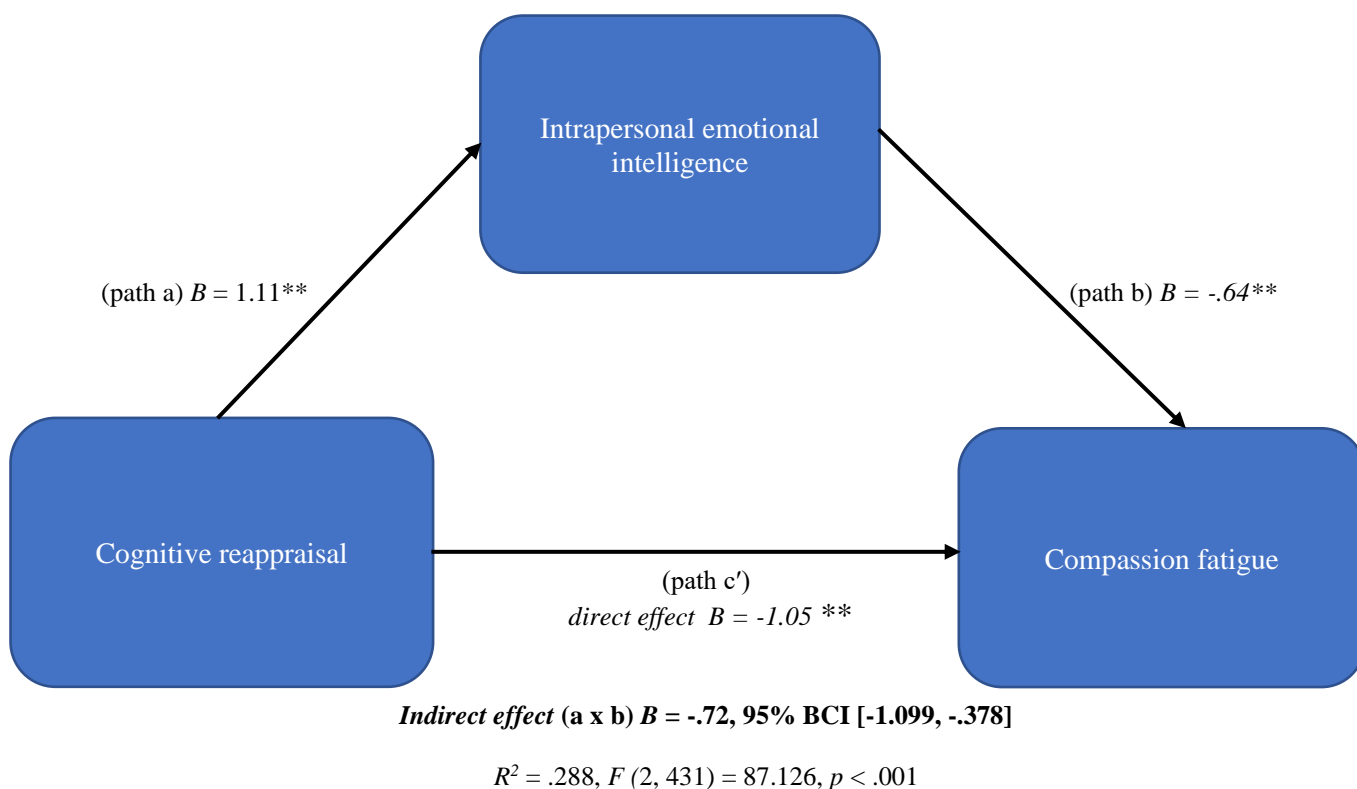 Intrapersonal emotional
intelligence
(path a) B = 1.11**
(path b) B = -.64**
Cognitive reappraisal
Compassion fatigue
(path c′)
direct effect B = -1.05 **
Indirect effect (a x b) B = -.72, 95% BCI [-1.099, -.378]
R² = .288, F (2, 431) = 87.126, p < .001